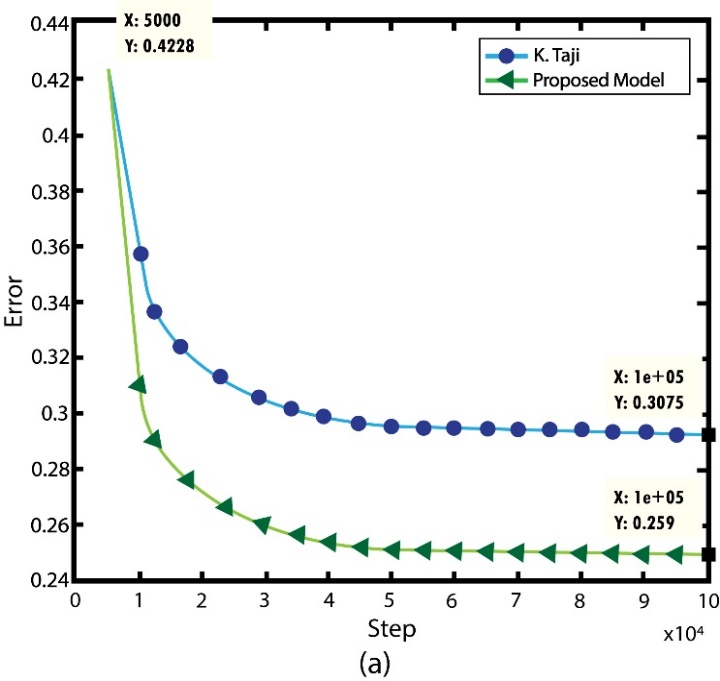 X: 5000
Y: 0.4228
K. Taji
Proposed Model
0.44
0.42
0.4
0.38
0.36
0.34
0.32
0.3
0.28
0.26
0.24
Error
X: 1e+05
Y: 0.3075
X: 1e+05
Y: 0.259
0 1 2 3 4 5 6 7 8 9 10
Step
x10⁴
(a)